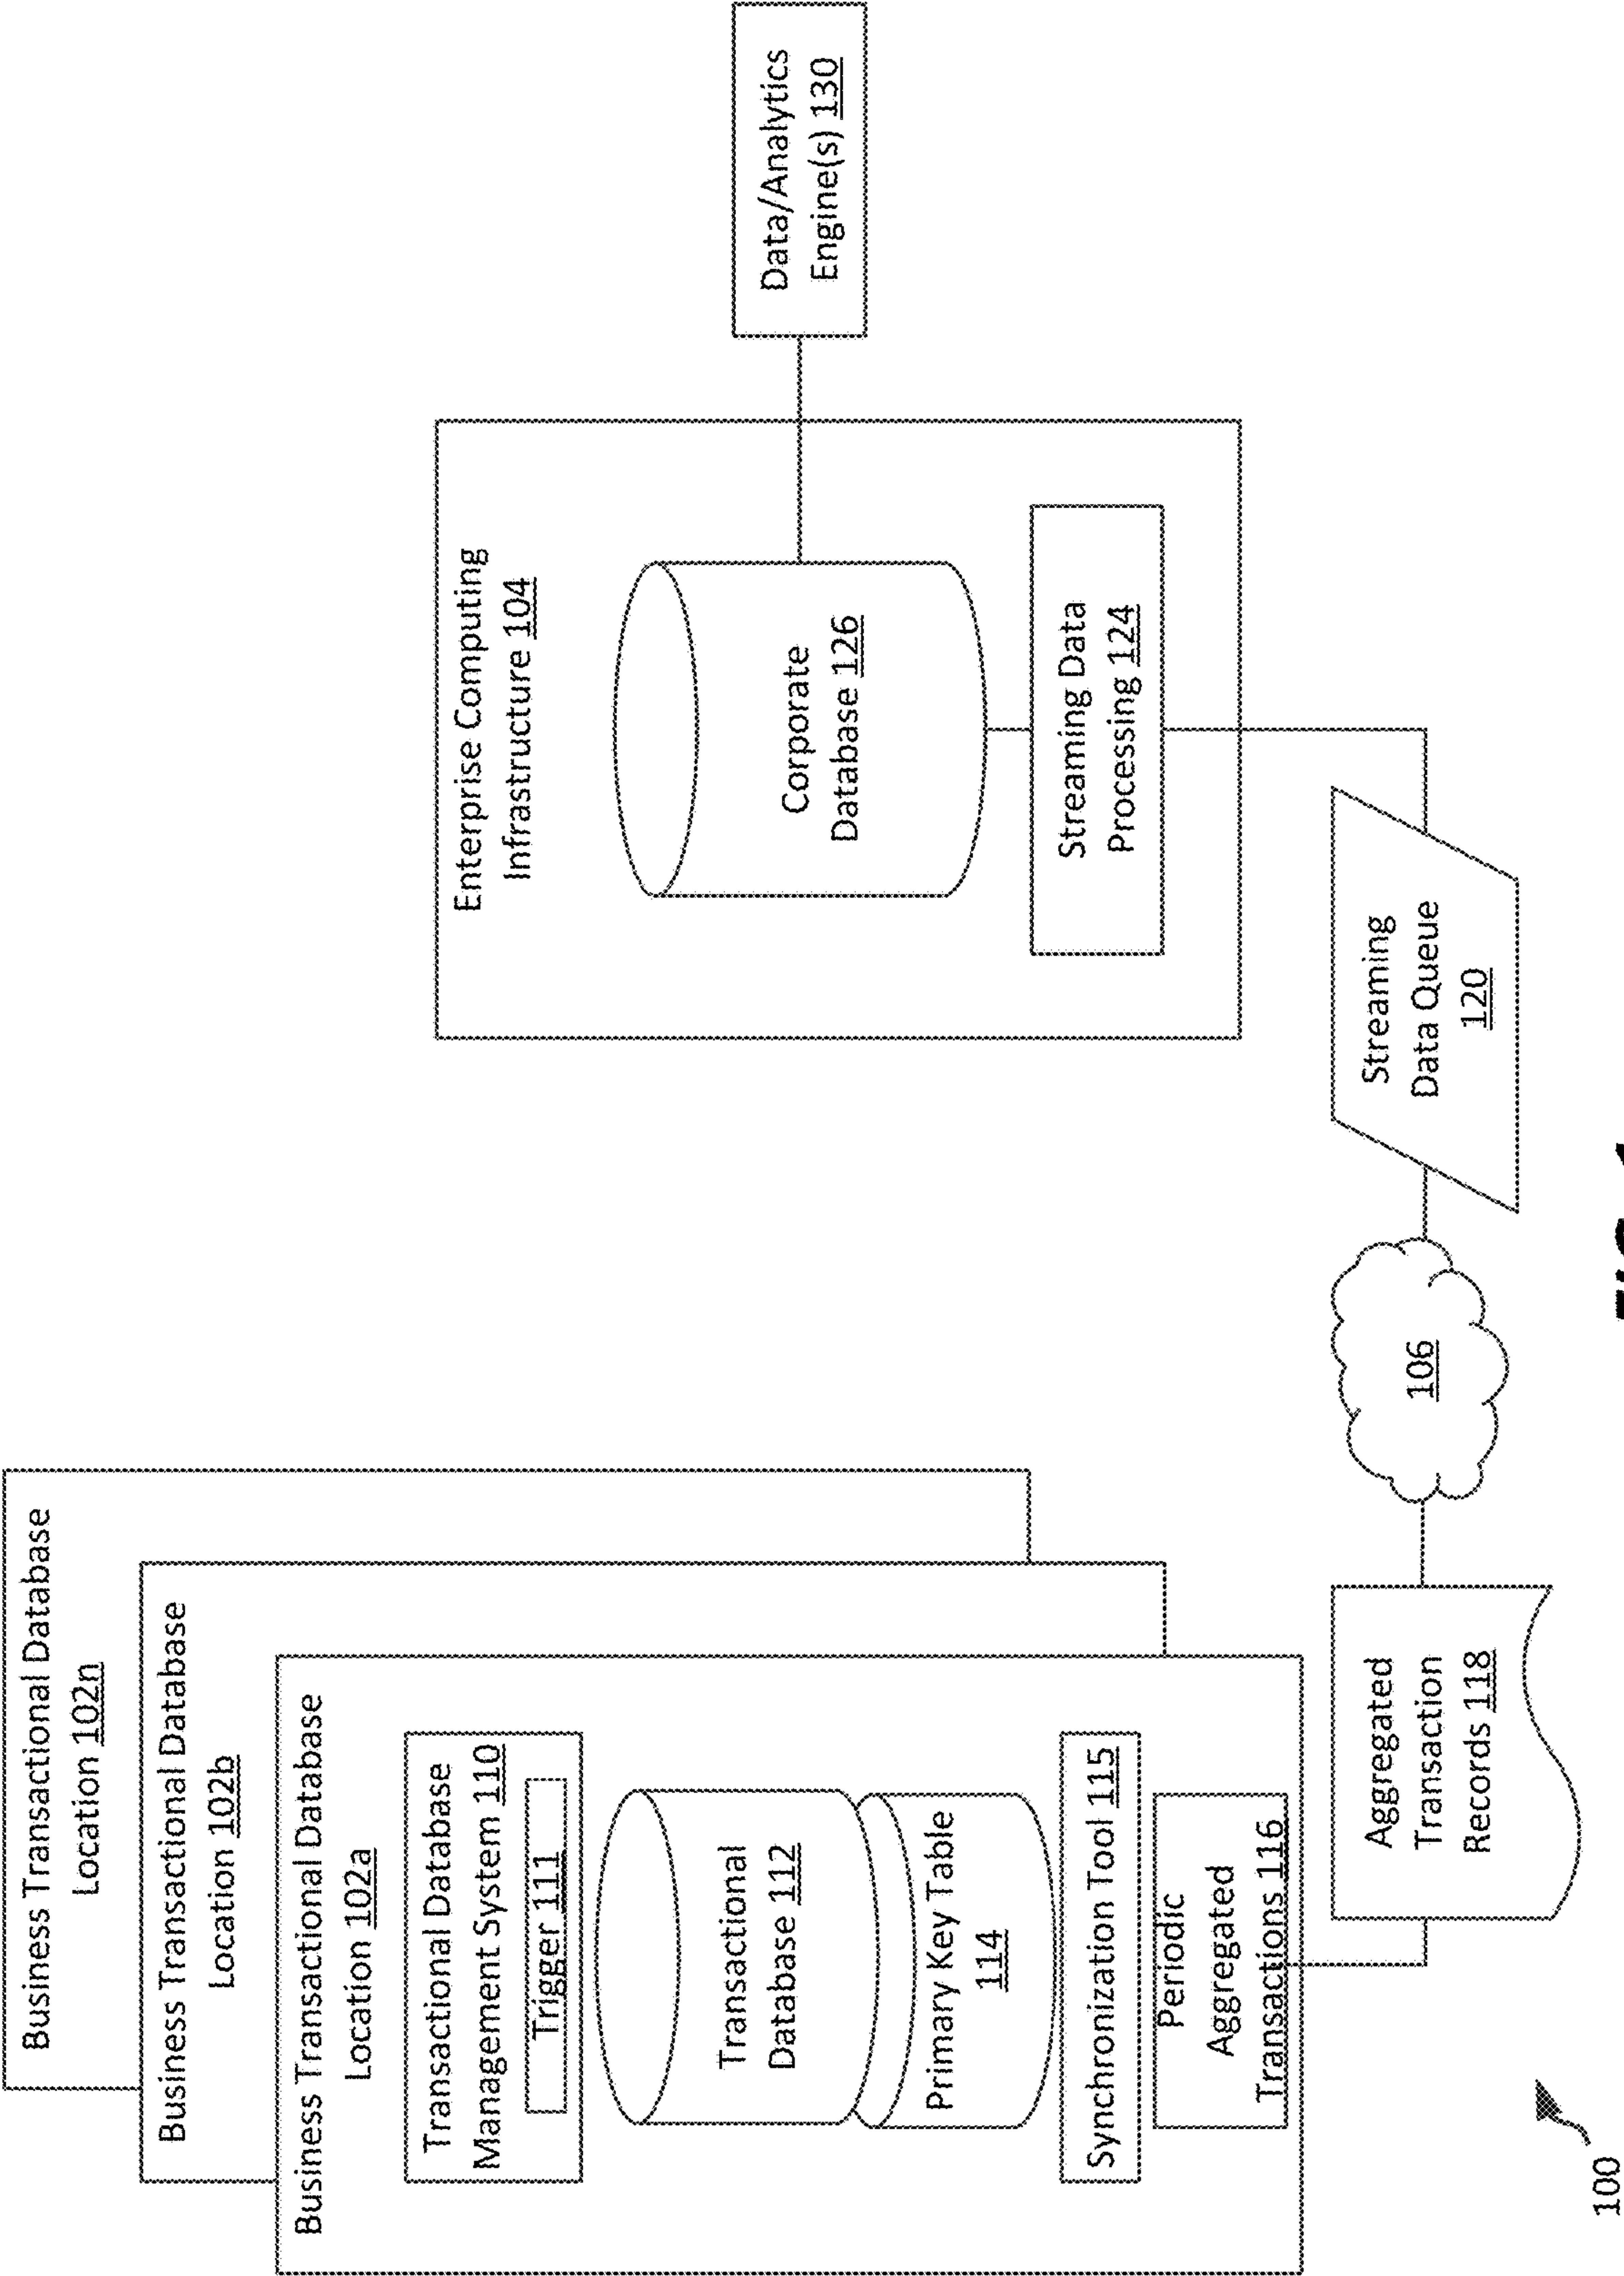 Business Transactional Database
Location 102n
Business Transactional Database
Location 102b
Business Transactional Database
Location 102a
Transactional Database
Management System 110
Trigger 111
Transactional
Database 112
Primary Key Table
114
Synchronization Tool 115
Periodic
Aggregated
Transactions 116
Aggregated
Transaction
Records 118
106
Streaming
Data Queue
120
Enterprise Computing
Infrastructure 104
Corporate
Database 126
Streaming Data
Processing 124
Data/Analytics
Engine(s) 130
100